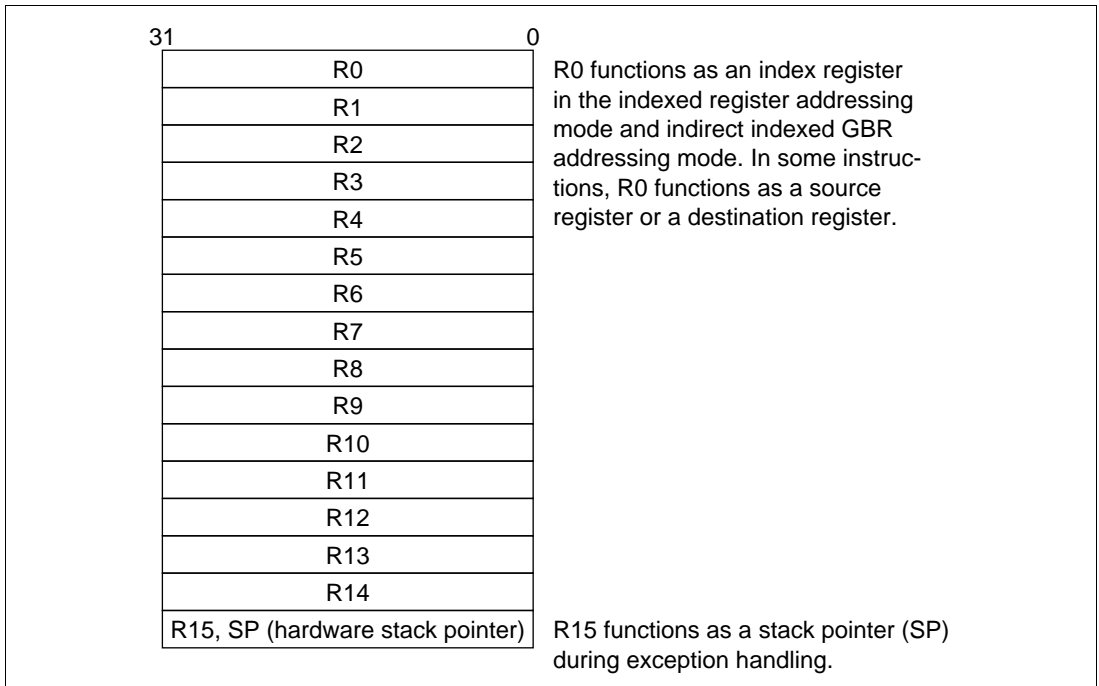 31 0
R0
R1
R2
R3
R4
R5
R6
R7
R8
R9
R10
R11
R12
R13
R14
R15, SP (hardware stack pointer)
R0 functions as an index register
in the indexed register addressing
mode and indirect indexed GBR
addressing mode. In some instruc-
tions, R0 functions as a source
register or a destination register.
R15 functions as a stack pointer (SP)
during exception handling.